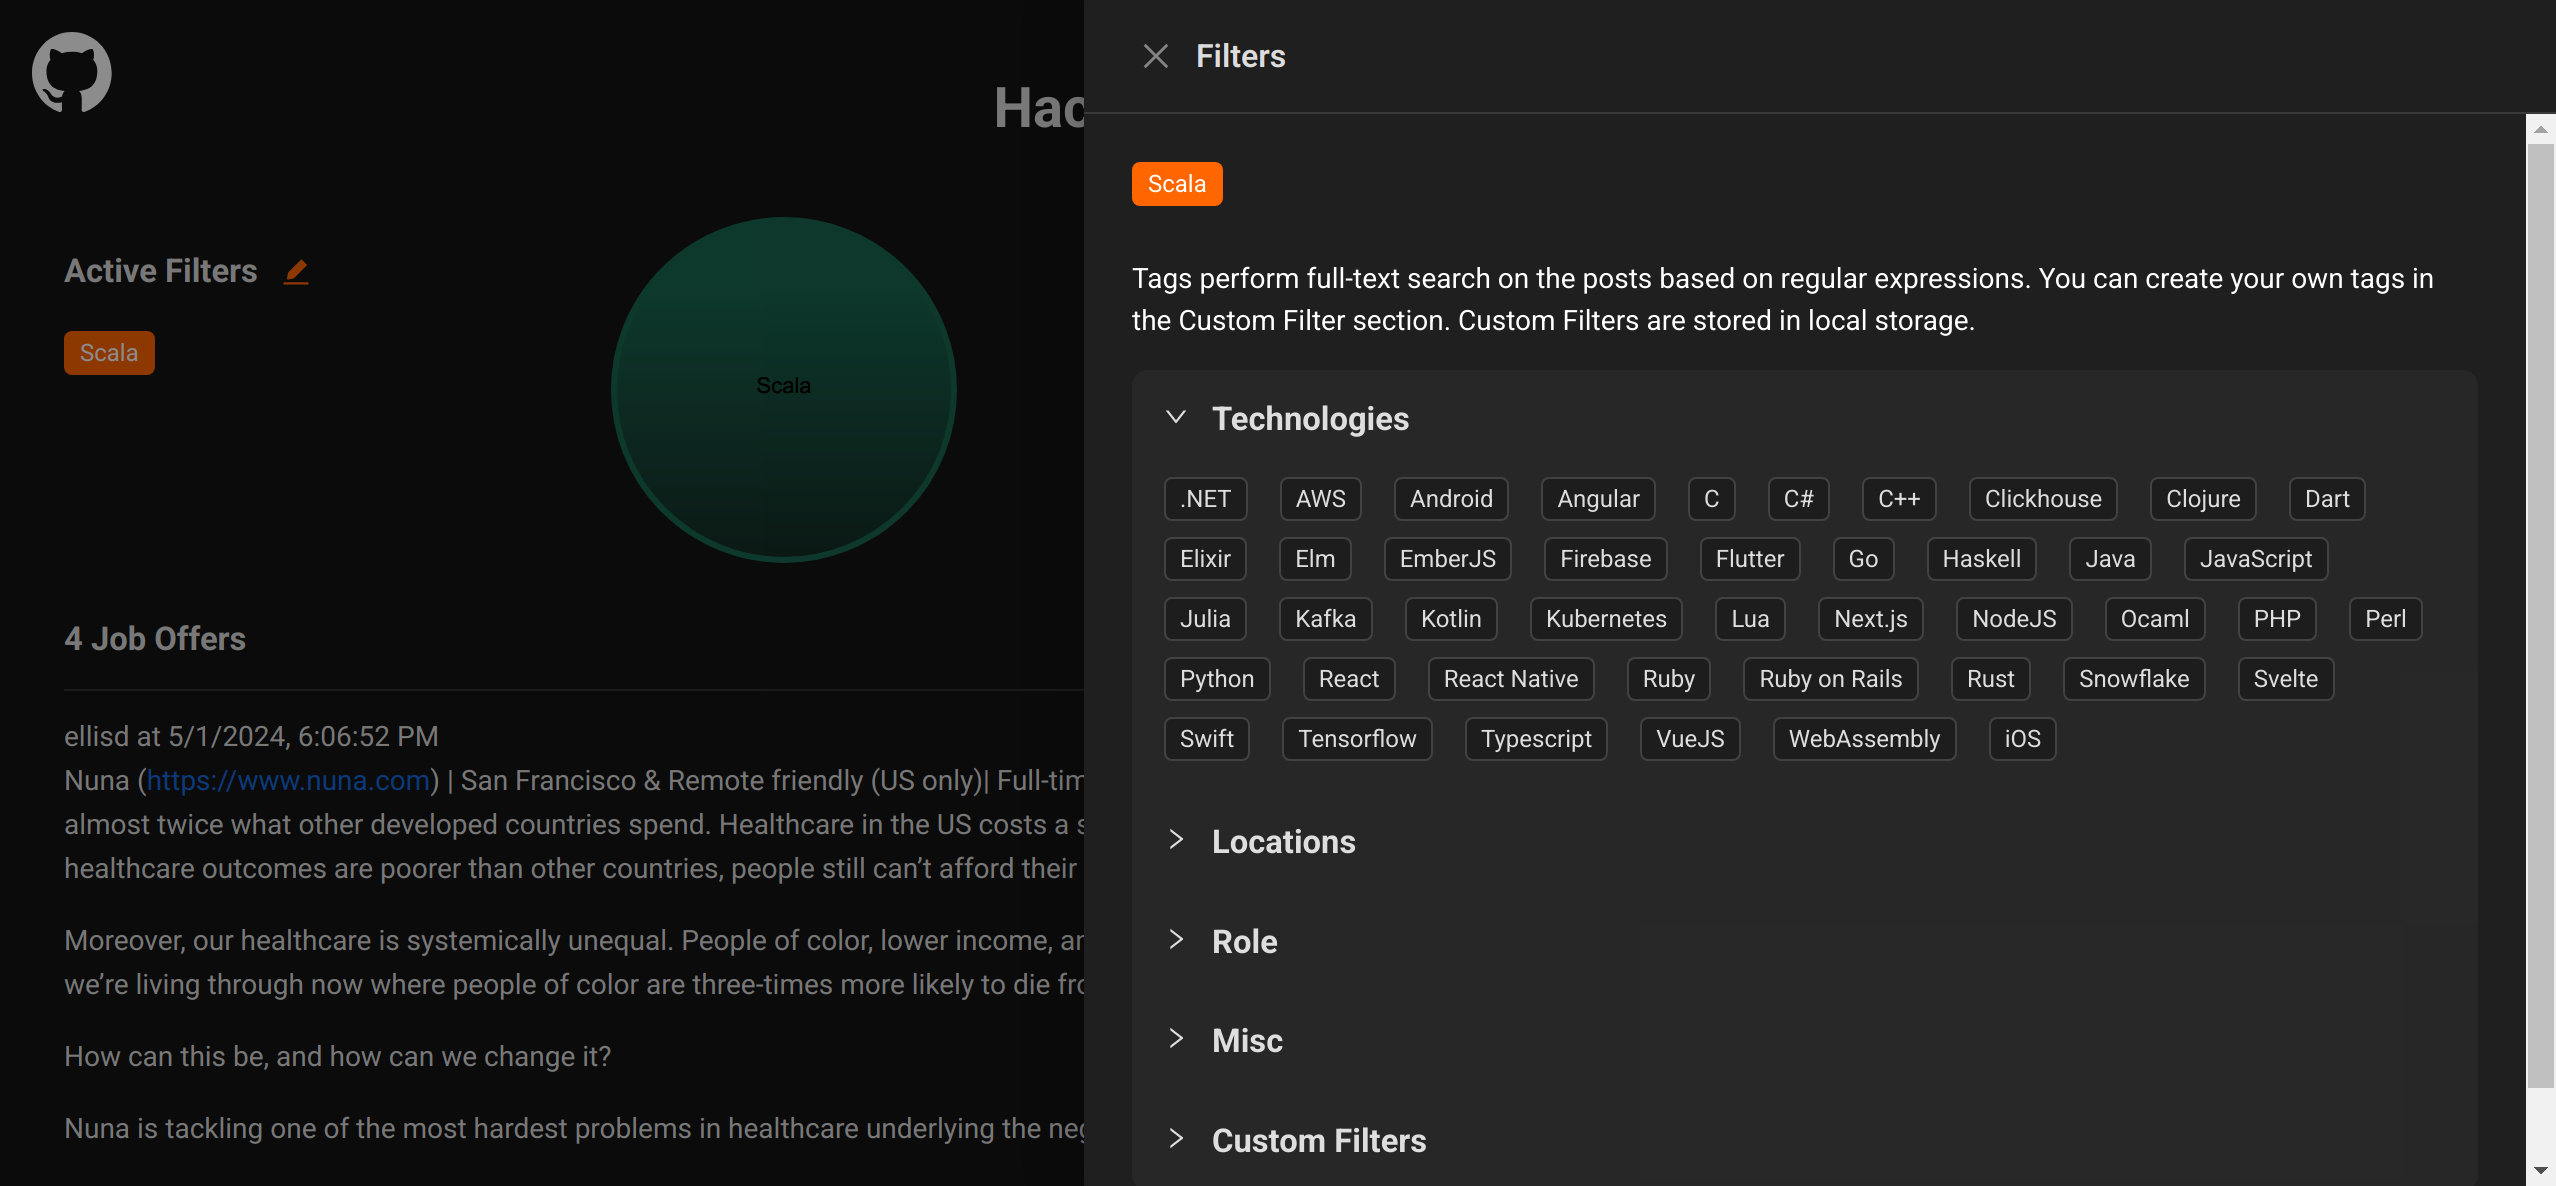 Hac
Active Filters
Scala
Scala
4 Job Offers
ellisd at 5/1/2024, 6:06:52 PM
Nuna (https://www.nuna.com) | San Francisco & Remote friendly (US only)| Full-tim
almost twice what other developed countries spend. Healthcare in the US costs a s
healthcare outcomes are poorer than other countries, people still can’t afford their
Moreover, our healthcare is systemically unequal. People of color, lower income, an
we’re living through now where people of color are three-times more likely to die fro
How can this be, and how can we change it?
Nuna is tackling one of the most hardest problems in healthcare underlying the neg
Filters
Scala
Tags perform full-text search on the posts based on regular expressions. You can create your own tags in
the Custom Filter section. Custom Filters are stored in local storage.
Technologies
.NET AWS Android Angular C C# C++ Clickhouse Clojure Dart
Elixir Elm EmberJS Firebase Flutter Go Haskell Java JavaScript
Julia Kafka Kotlin Kubernetes Lua Next.js NodeJS Ocaml PHP Perl
Python React React Native Ruby Ruby on Rails Rust Snowflake Svelte
Swift Tensorflow Typescript VueJS WebAssembly iOS
Locations
Role
Misc
Custom Filters